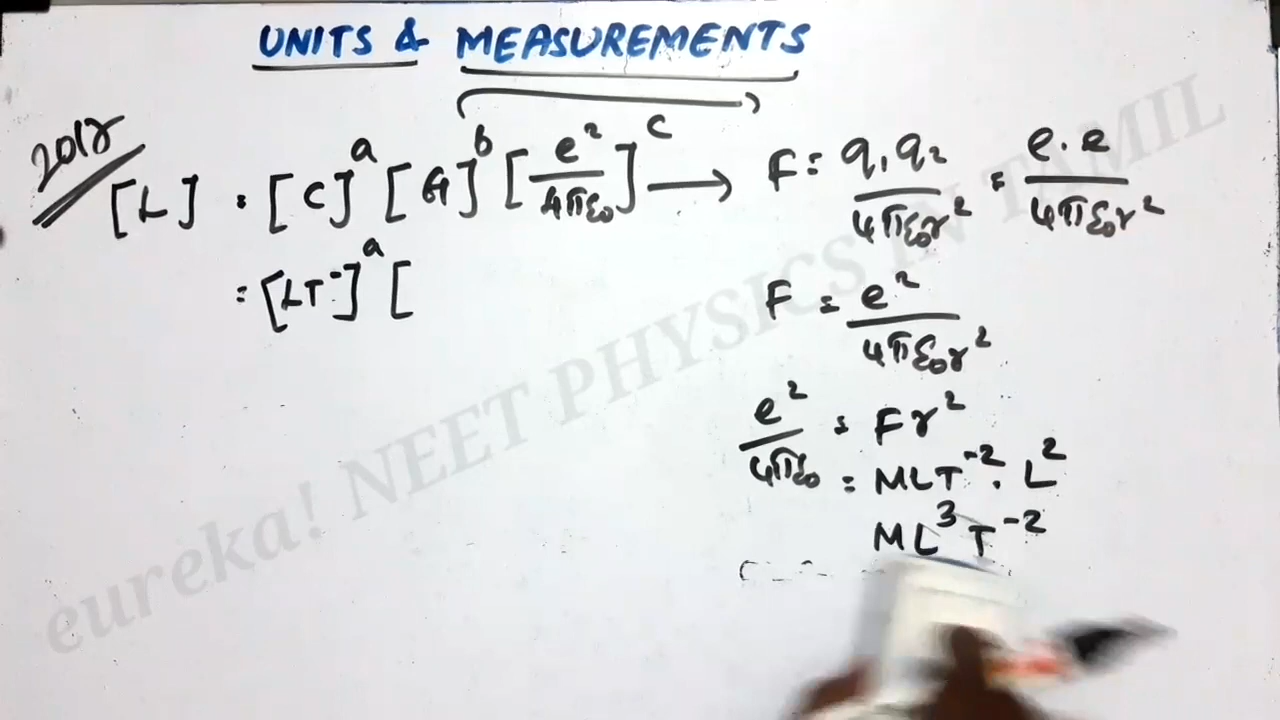 UNITS & MEASUREMENTS
2018
[L] = [C]^a [G]^b [e²/4πε₀]^c → F = q₁q₂/4πε₀r² = e.e/4πε₀r²
= [LT⁻]^a [
F = e²/4πε₀r²
e²/4πε₀ = Fr²
= MLT⁻² . L²
ML³T⁻²
eureka! NEET PHYSICS IN TAMIL